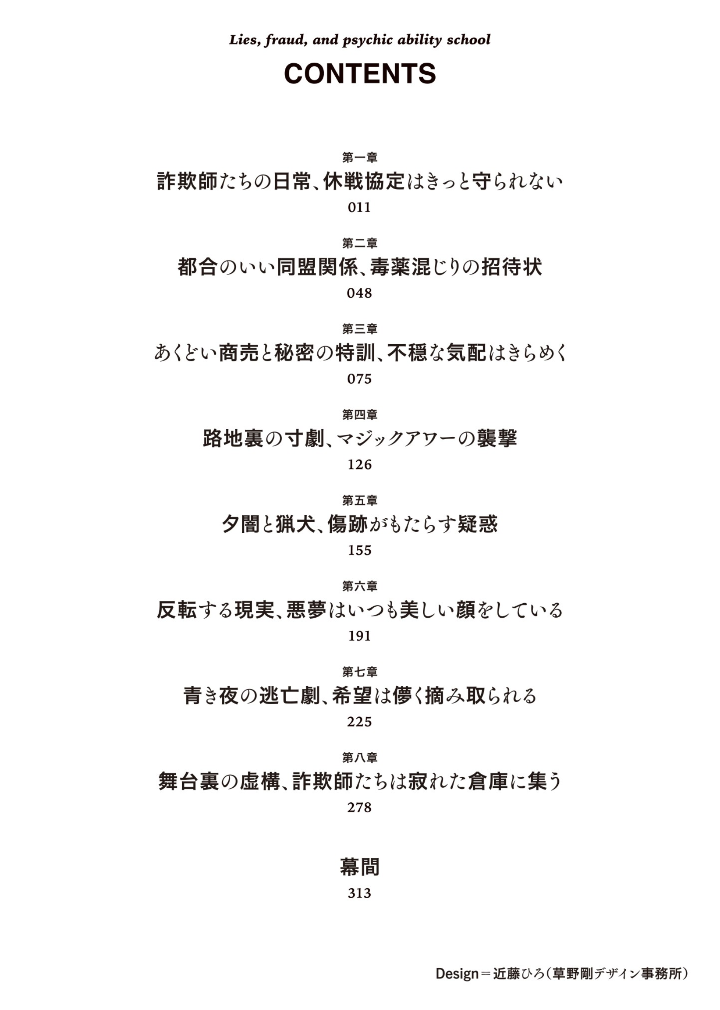 Lies, fraud, and psychic ability school
CONTENTS
第一章
詐欺師たちの日常、休戦協定はきっと守られない
011
第二章
都合のいい同盟関係、毒薬混じりの招待状
048
第三章
あくどい商売と秘密の特訓、不穏な気配はきらめく
075
第四章
路地裏の寸劇、マジックアワーの襲撃
126
第五章
夕闇と猟犬、傷跡がもたらす疑惑
155
第六章
反転する現実、悪夢はいつも美しい顔をしている
191
第七章
青き夜の逃亡劇、希望は儚く摘み取られる
225
第八章
舞台裏の虚構、詐欺師たちは寂れた倉庫に集う
278
幕間
313
Design＝近藤ひろ（草野剛デザイン事務所）